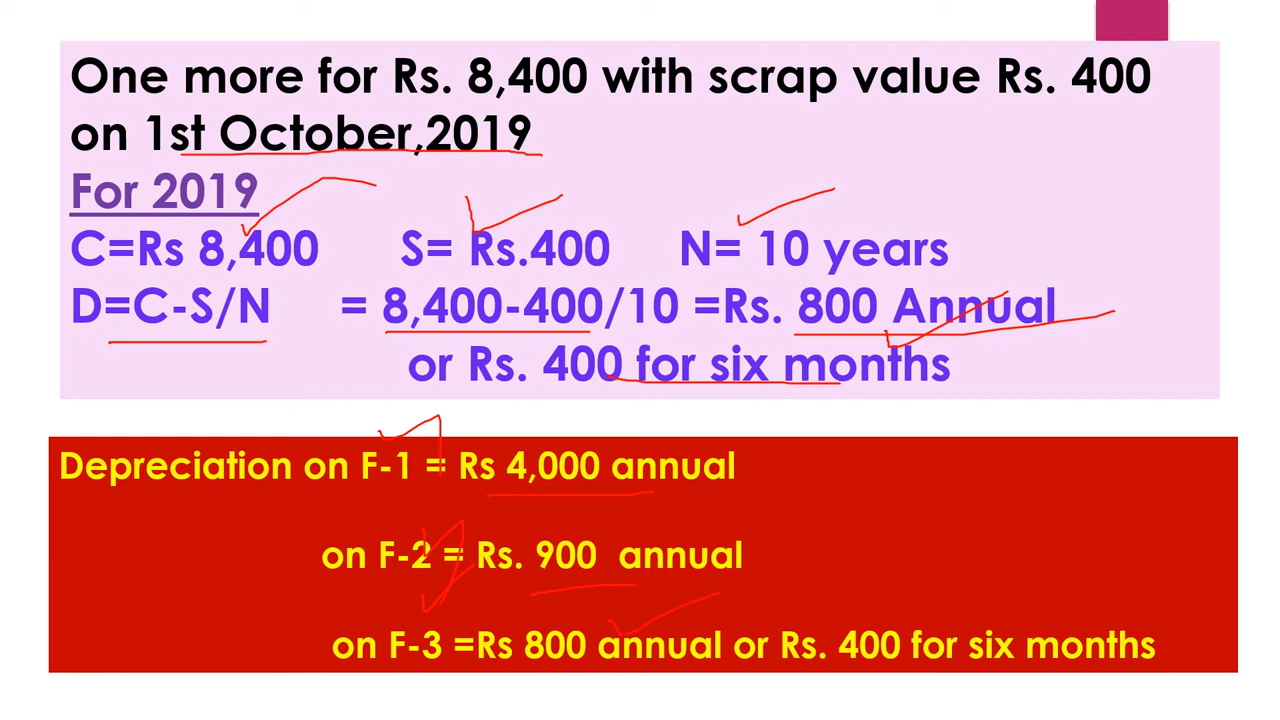 One more for Rs. 8,400 with scrap value Rs. 400
on 1st October,2019
For 2019
C=Rs 8,400 S= Rs.400 N= 10 years
D=C-S/N = 8,400-400/10 =Rs. 800 Annual
or Rs. 400 for six months
Depreciation on F-1 = Rs 4,000 annual
on F-2 = Rs. 900 annual
on F-3 =Rs 800 annual or Rs. 400 for six months